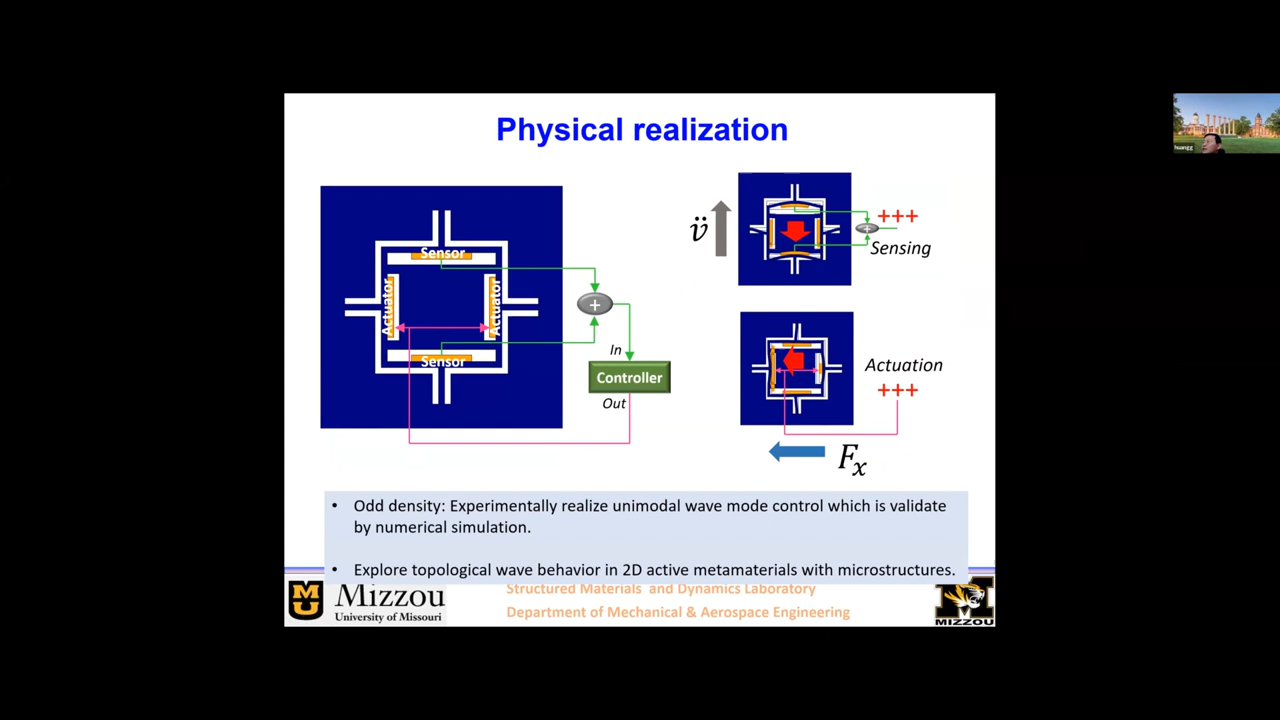 Physical realization
Sensor
Actuator
Actuator
Sensor
+
In
Controller
Out
v̈
+
+++
Sensing
Actuation
+++
Fx
• Odd density: Experimentally realize unimodal wave mode control which is validate
by numerical simulation.
• Explore topological wave behavior in 2D active metamaterials with microstructures.
Mizzou
University of Missouri
Structured Materials and Dynamics Laboratory
Department of Mechanical & Aerospace Engineering
MIZZOU
huangg